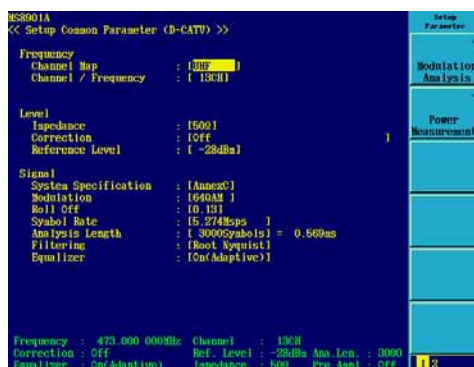 MS8901A
<< Setup Common Parameter (D-CATV) >>
Setup
Parameter
Frequency
Channel Map : [UHF ]
Channel / Frequency : [ 13CH]
Modulation
Analysis
Level
Impedance : [50Ω]
Correction : [Off ]
Reference Level : [ -28dBm]
Power
Measurement
Signal
System Specification : [AnnexC]
Modulation : [64QAM ]
Roll Off : [0.13]
Symbol Rate : [5.274Msps ]
Analysis Length : [ 3000Symbols] = 0.569ms
Filtering : [Root Nyquist]
Equalizer : [On(Adaptive)]
Frequency : 473.000 000MHz Channel : 13CH
Correction : Off Ref. Level : -28dBm Ana.Len. : 3000
Equalizer : On(Adaptive) Impedance : 50Ω Pre Ampl : Off
1 2